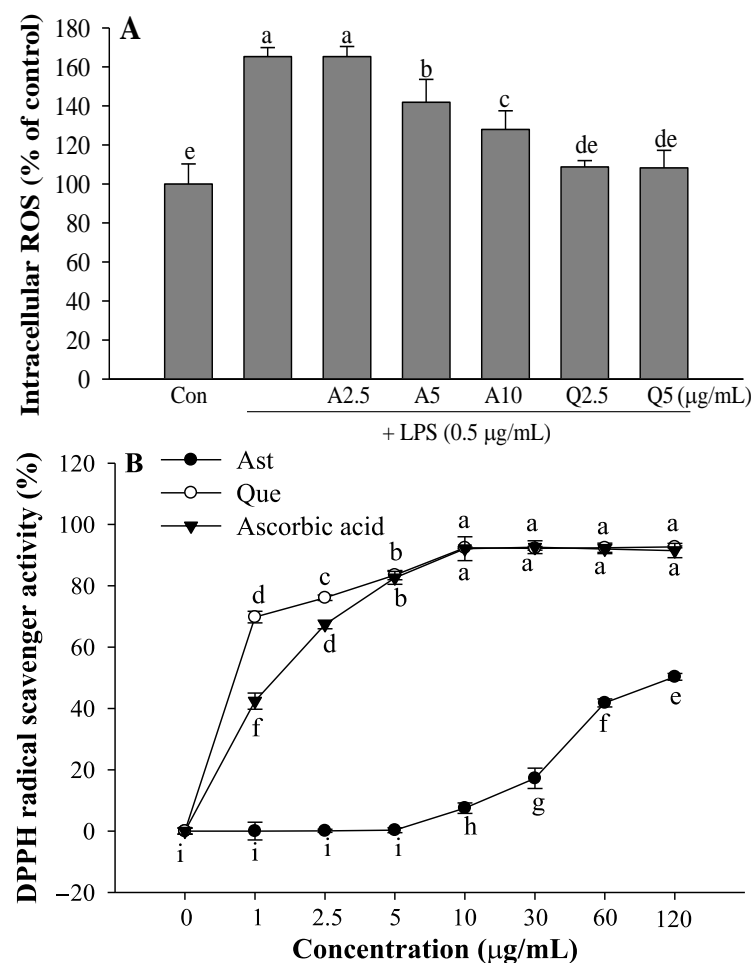 A
Intracellular ROS (% of control)
180
160
140
120
100
80
60
40
20
0
e
a
a
b
c
de
de
Con
A2.5
A5
A10
Q2.5
Q5 (μg/mL)
+ LPS (0.5 μg/mL)
B
Ast
Que
Ascorbic acid
DPPH radical scavenger activity (%)
120
100
80
60
40
20
0
−20
d
c
b
a
a
a
a
f
d
b
a
a
a
a
i
i
i
i
h
g
f
e
0
1
2.5
5
10
30
60
120
Concentration (μg/mL)